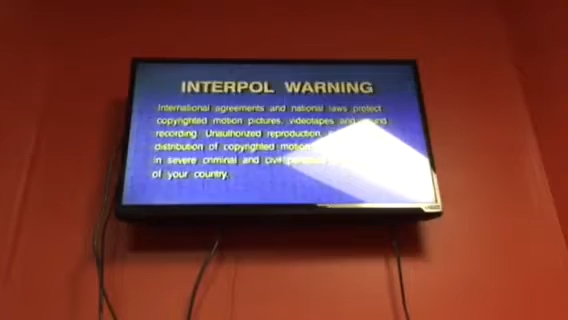 INTERPOL WARNING
International agreements and national laws protect
copyrighted motion pictures, videotapes and sound
recording. Unauthorized reproduction,
distribution of copyrighted motion
in severe criminal and civil
of your country.